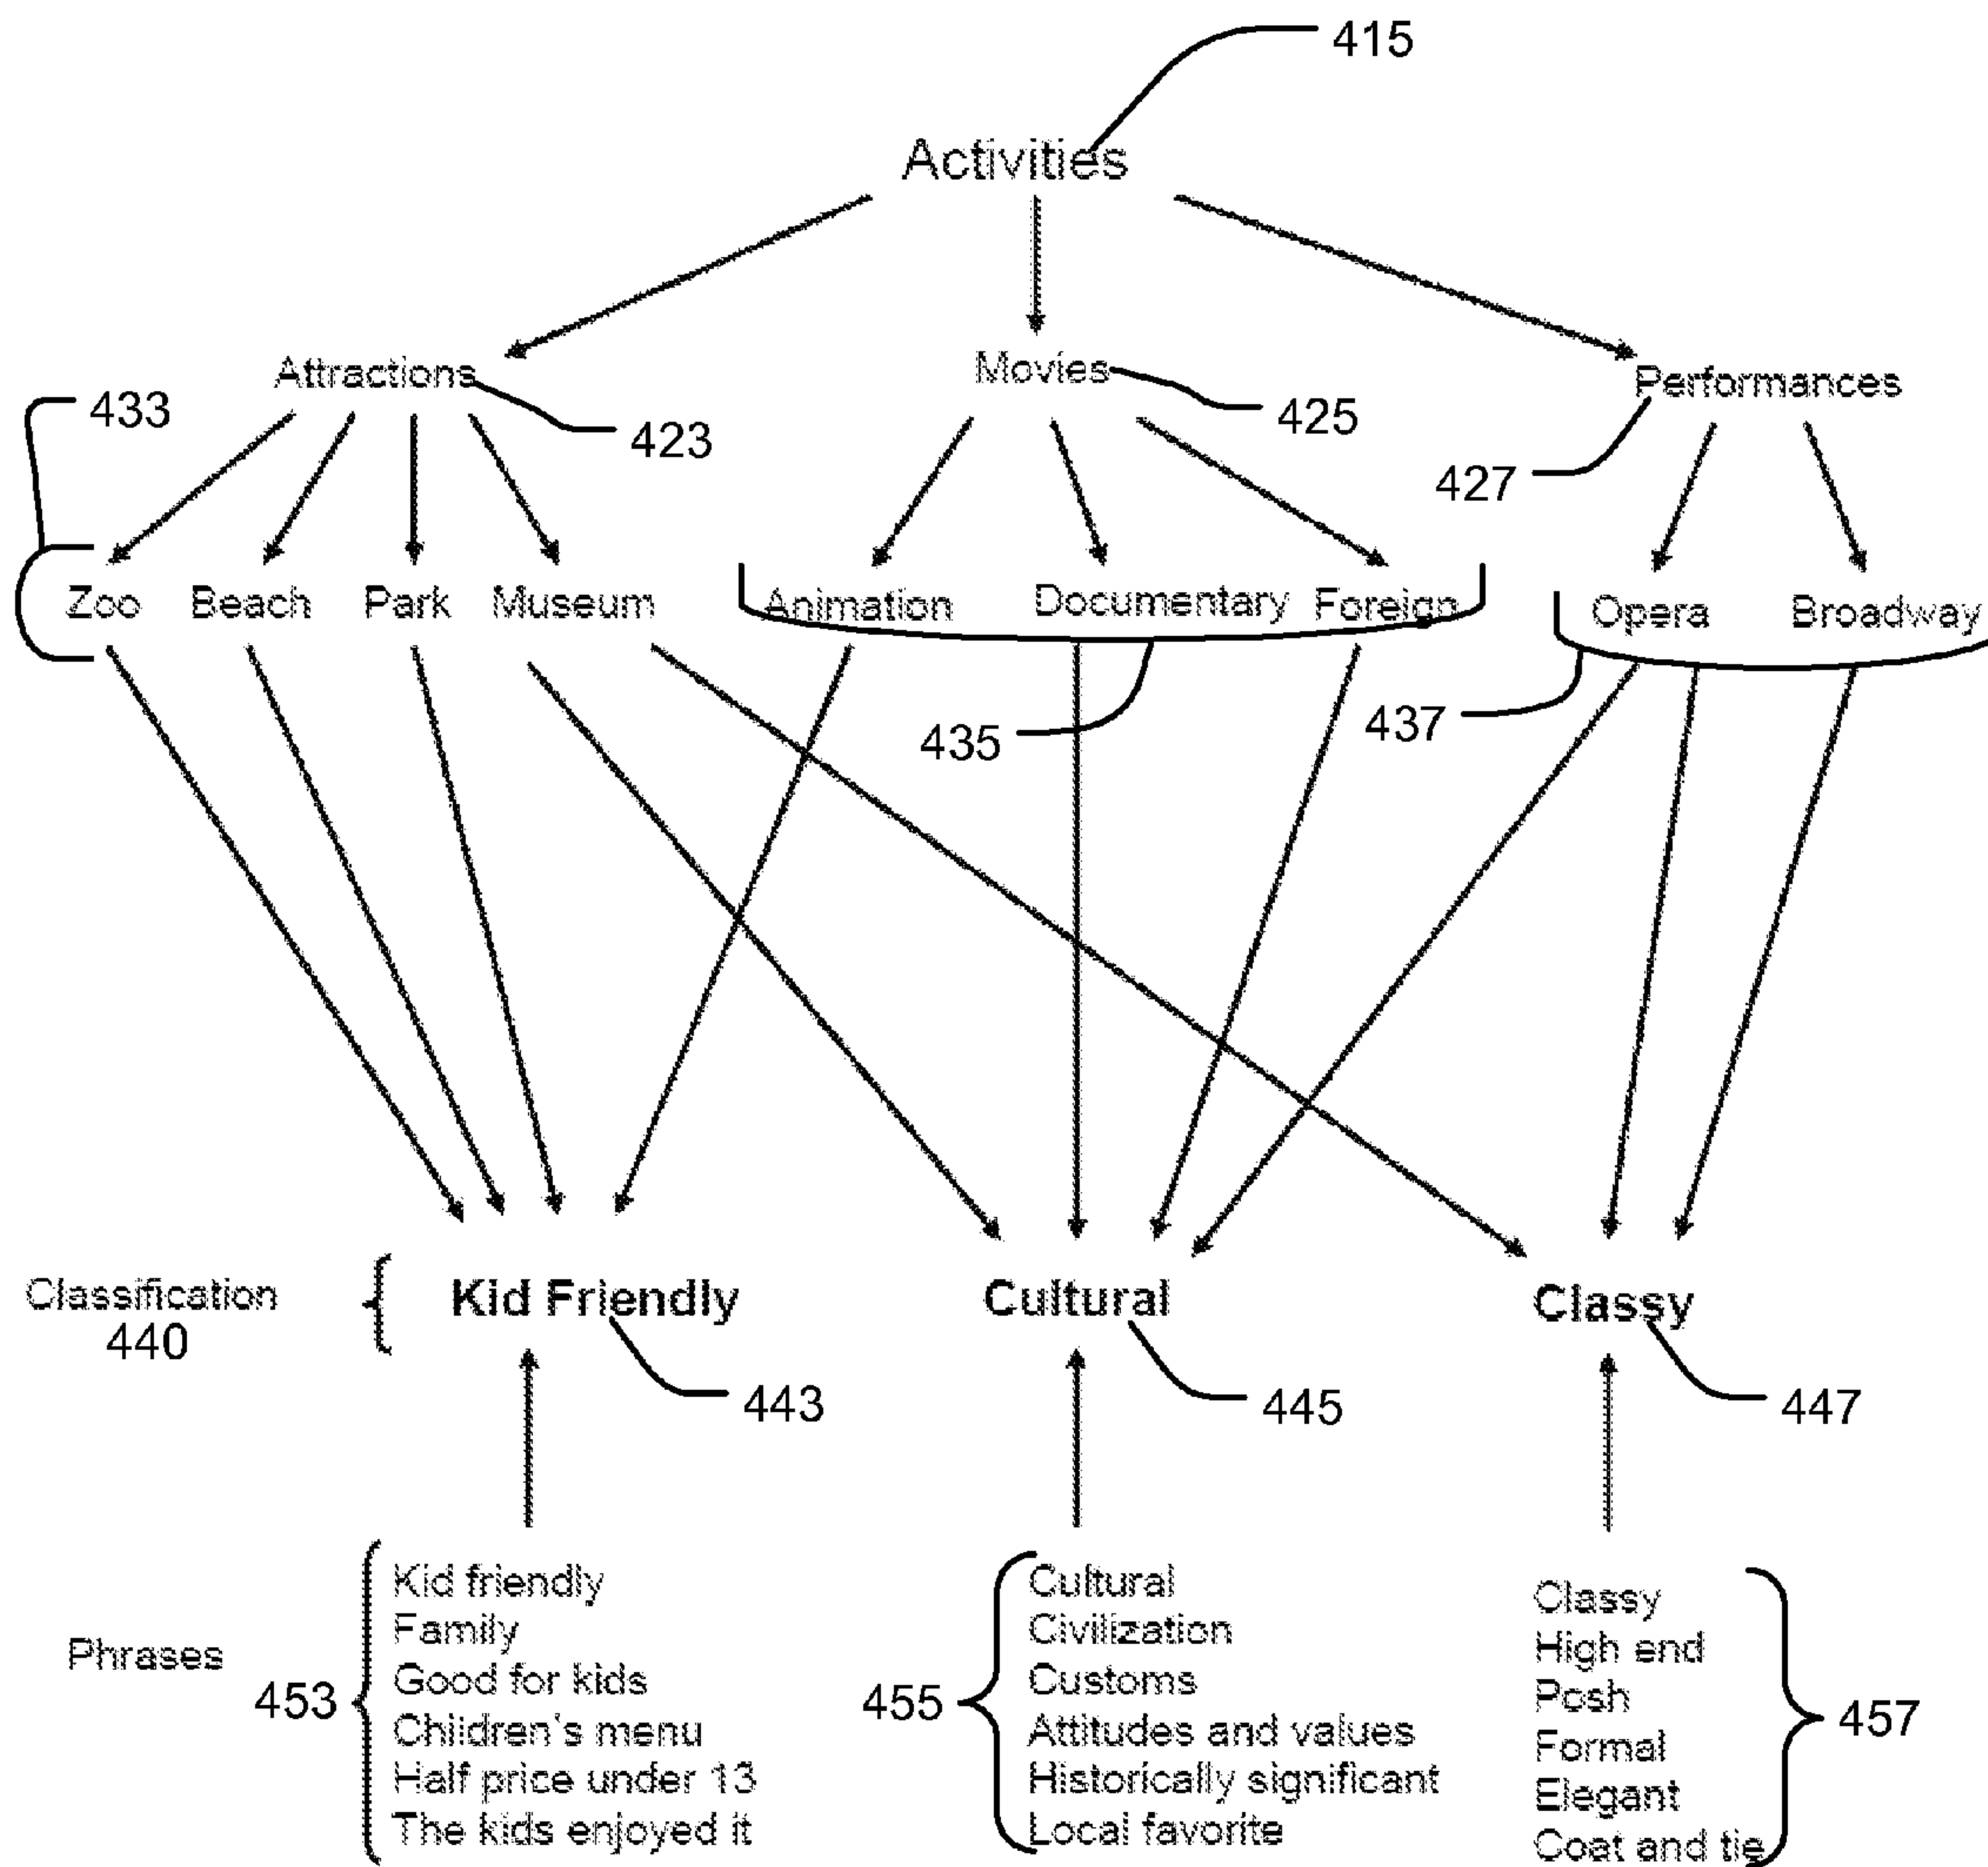 415
Activities
Attractions
Movies
Performances
433
423
425
427
Zoo Beach Park Museum Animation Documentary Foreign Opera Broadway
435
437
Classification
440
Kid Friendly
Cultural
Classy
443
445
447
Phrases
453
Kid friendly
Family
Good for kids
Children's menu
Half price under 13
The kids enjoyed it
455
Cultural
Civilization
Customs
Attitudes and values
Historically significant
Local favorite
Classy
High end
Posh
Formal
Elegant
Coat and tie
457